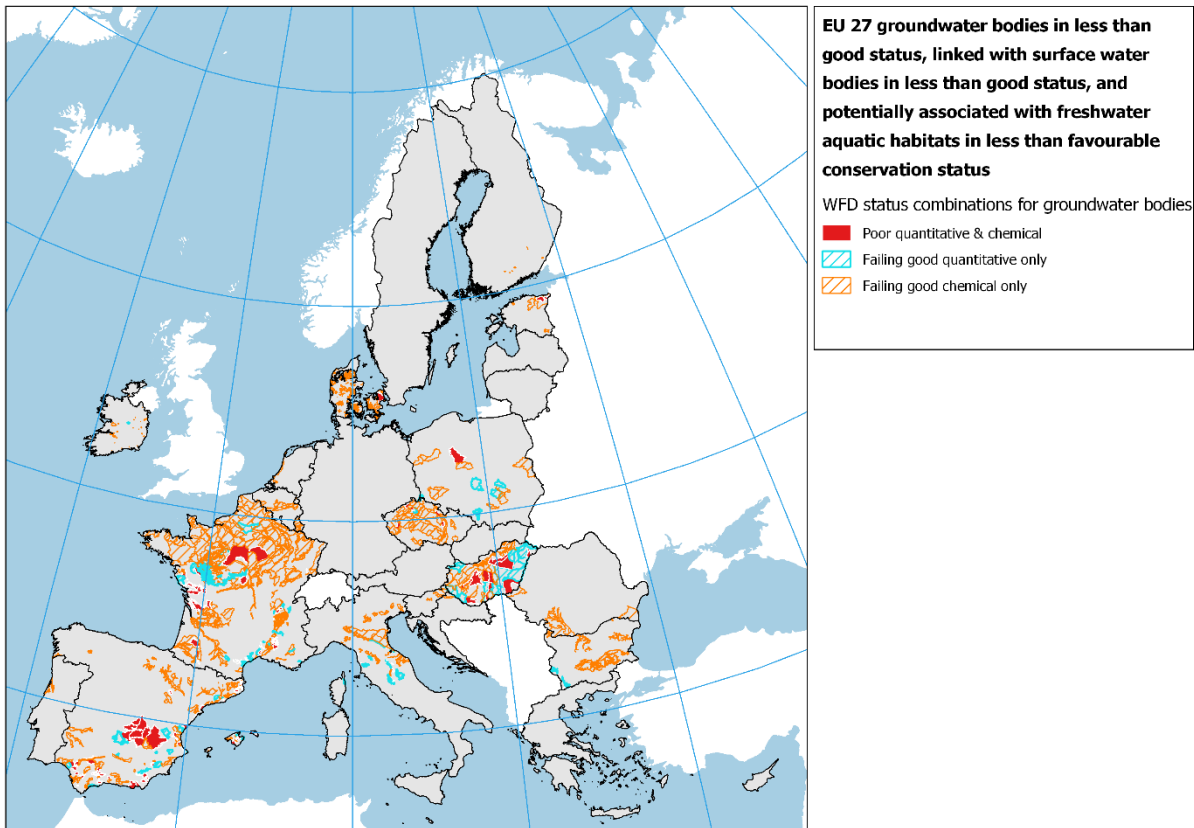 EU 27 groundwater bodies in less than
good status, linked with surface water
bodies in less than good status, and
potentially associated with freshwater
aquatic habitats in less than favourable
conservation status
WFD status combinations for groundwater bodies
Poor quantitative & chemical
Failing good quantitative only
Failing good chemical only